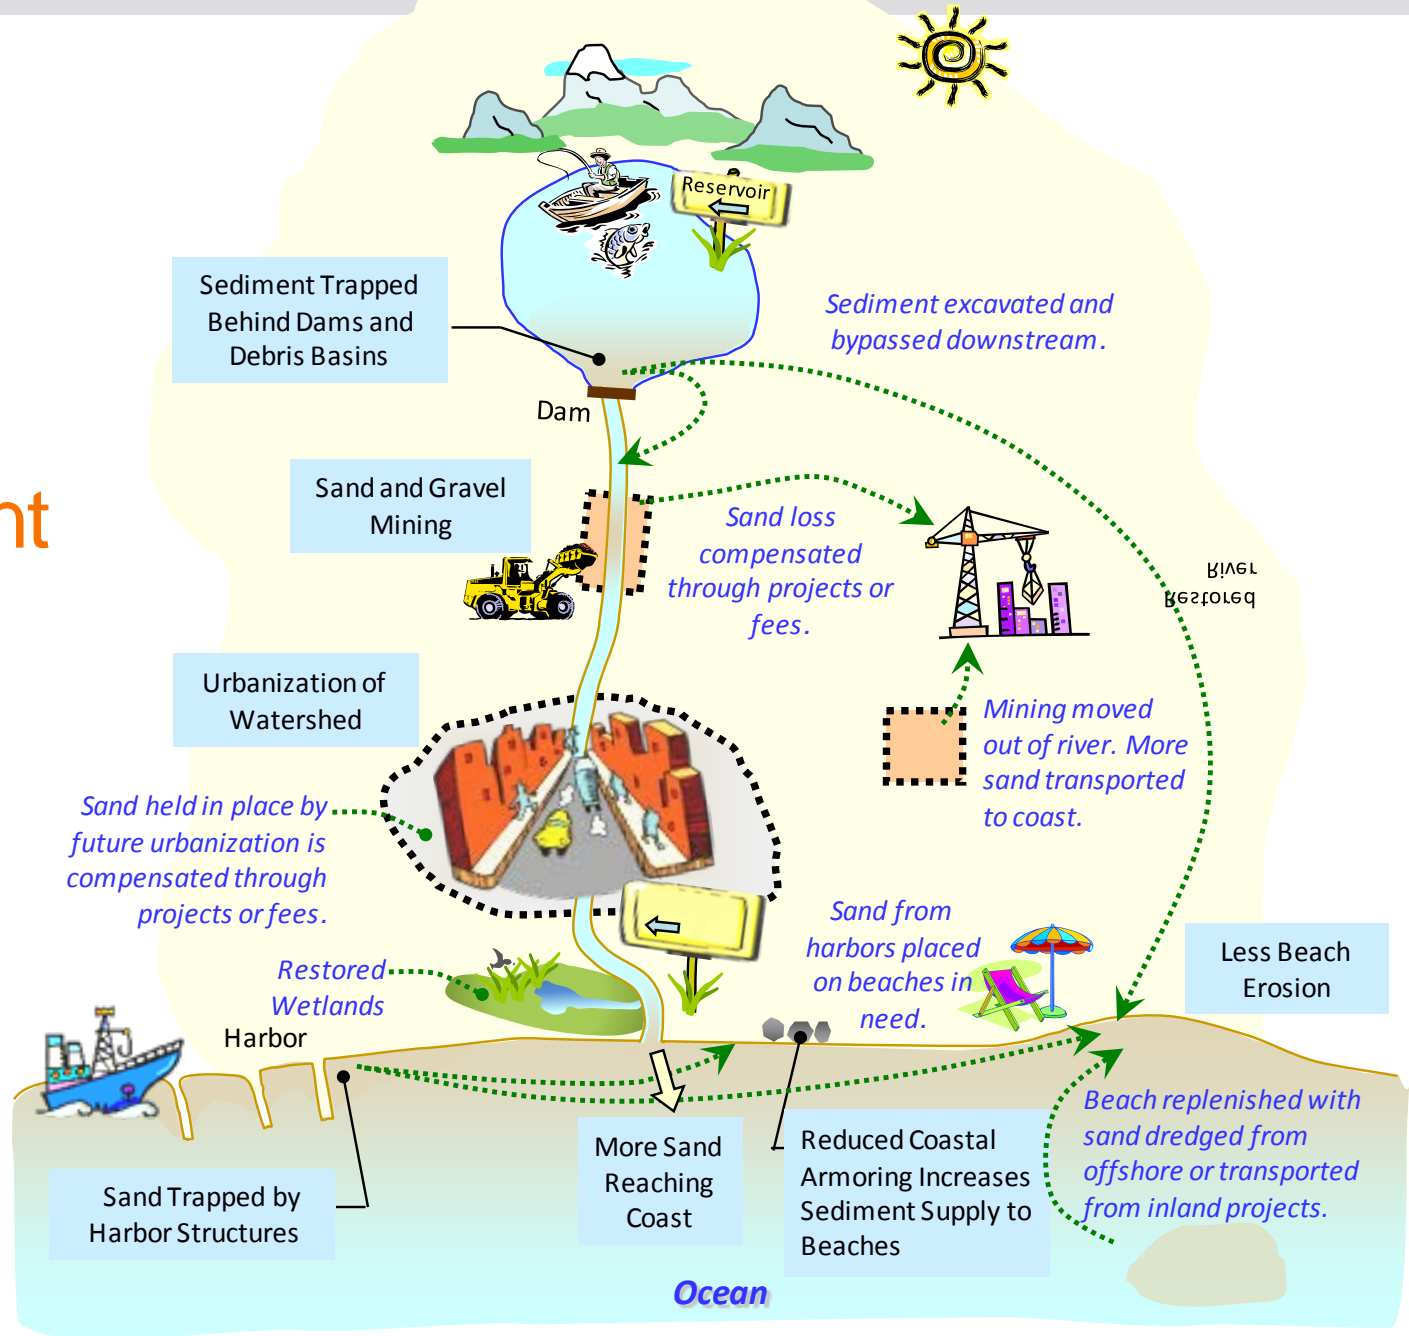 Reservoir
Sediment Trapped
Behind Dams and
Debris Basins
Sediment excavated and
bypassed downstream.
Dam
Sand and Gravel
Mining
nt
Sand loss
compensated
through projects or
fees.
River
Restored
Urbanization of
Watershed
Mining moved
out of river. More
sand transported
to coast.
Sand held in place by
future urbanization is
compensated through
projects or fees.
Sand from
harbors placed
on beaches in
need.
Less Beach
Erosion
Restored
Wetlands
Harbor
Beach replenished with
sand dredged from
offshore or transported
from inland projects.
More Sand
Reaching
Coast
Reduced Coastal
Armoring Increases
Sediment Supply to
Beaches
Sand Trapped by
Harbor Structures
Ocean